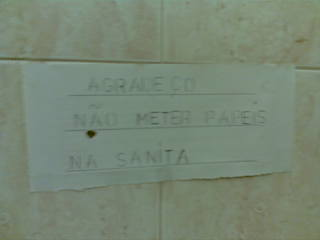 AGRADEÇO
NÃO METER PAPEIS
NA SANITA